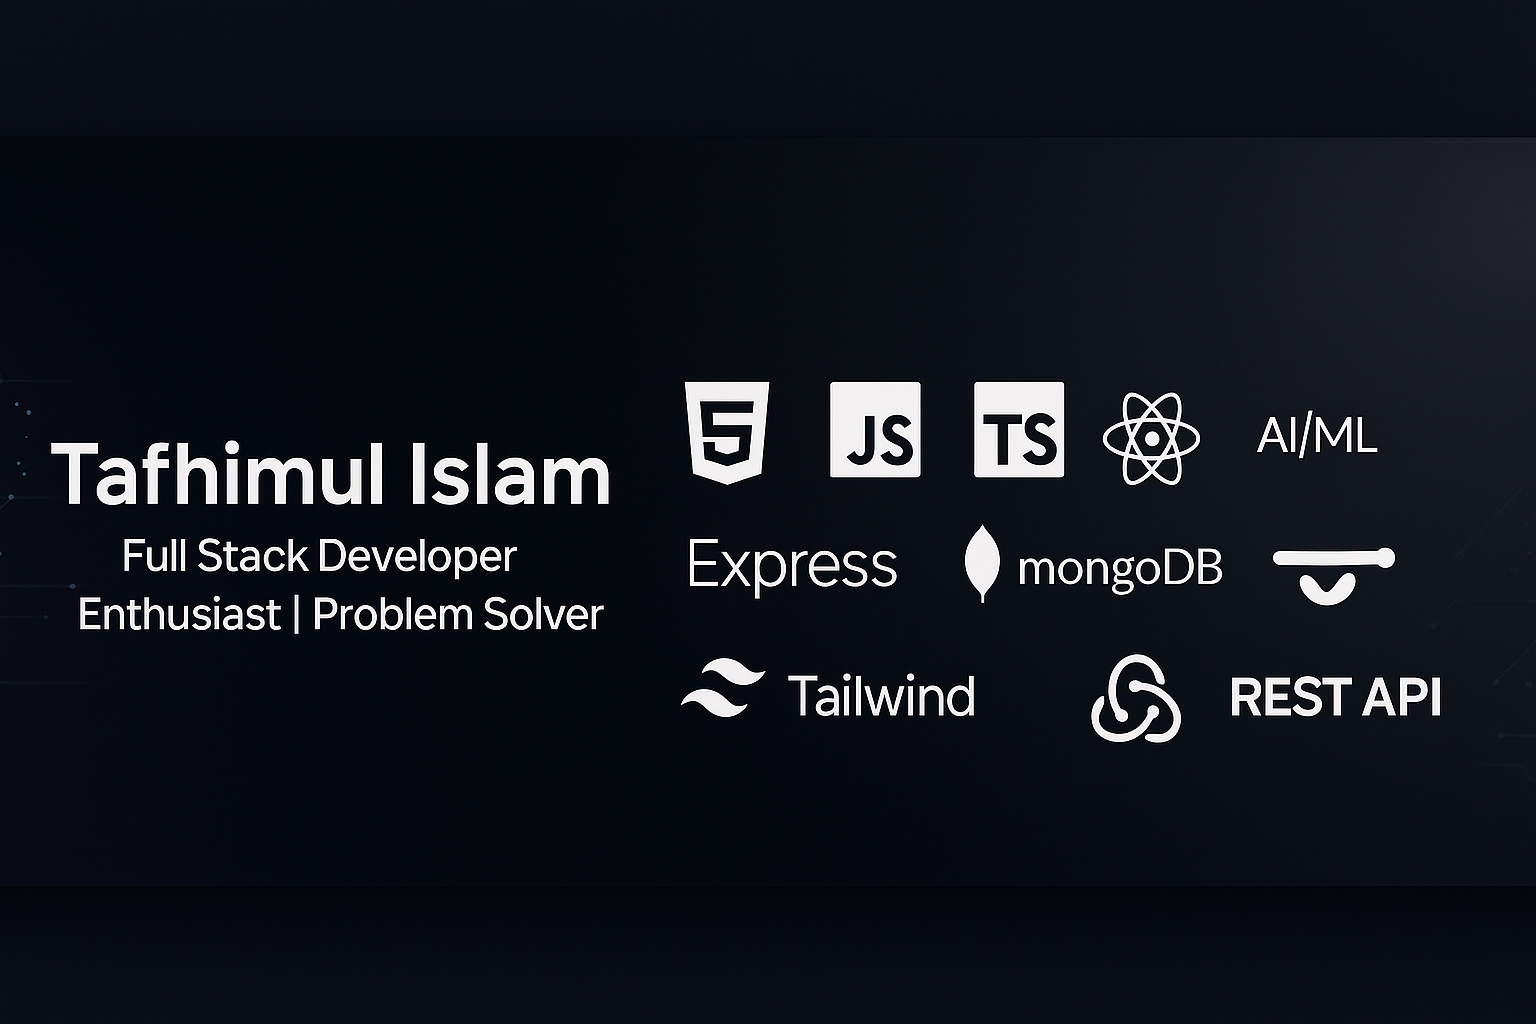 Tafhimul Islam
Full Stack Developer
Enthusiast | Problem Solver
5 JS TS AI/ML
Express mongoDB
Tailwind REST API